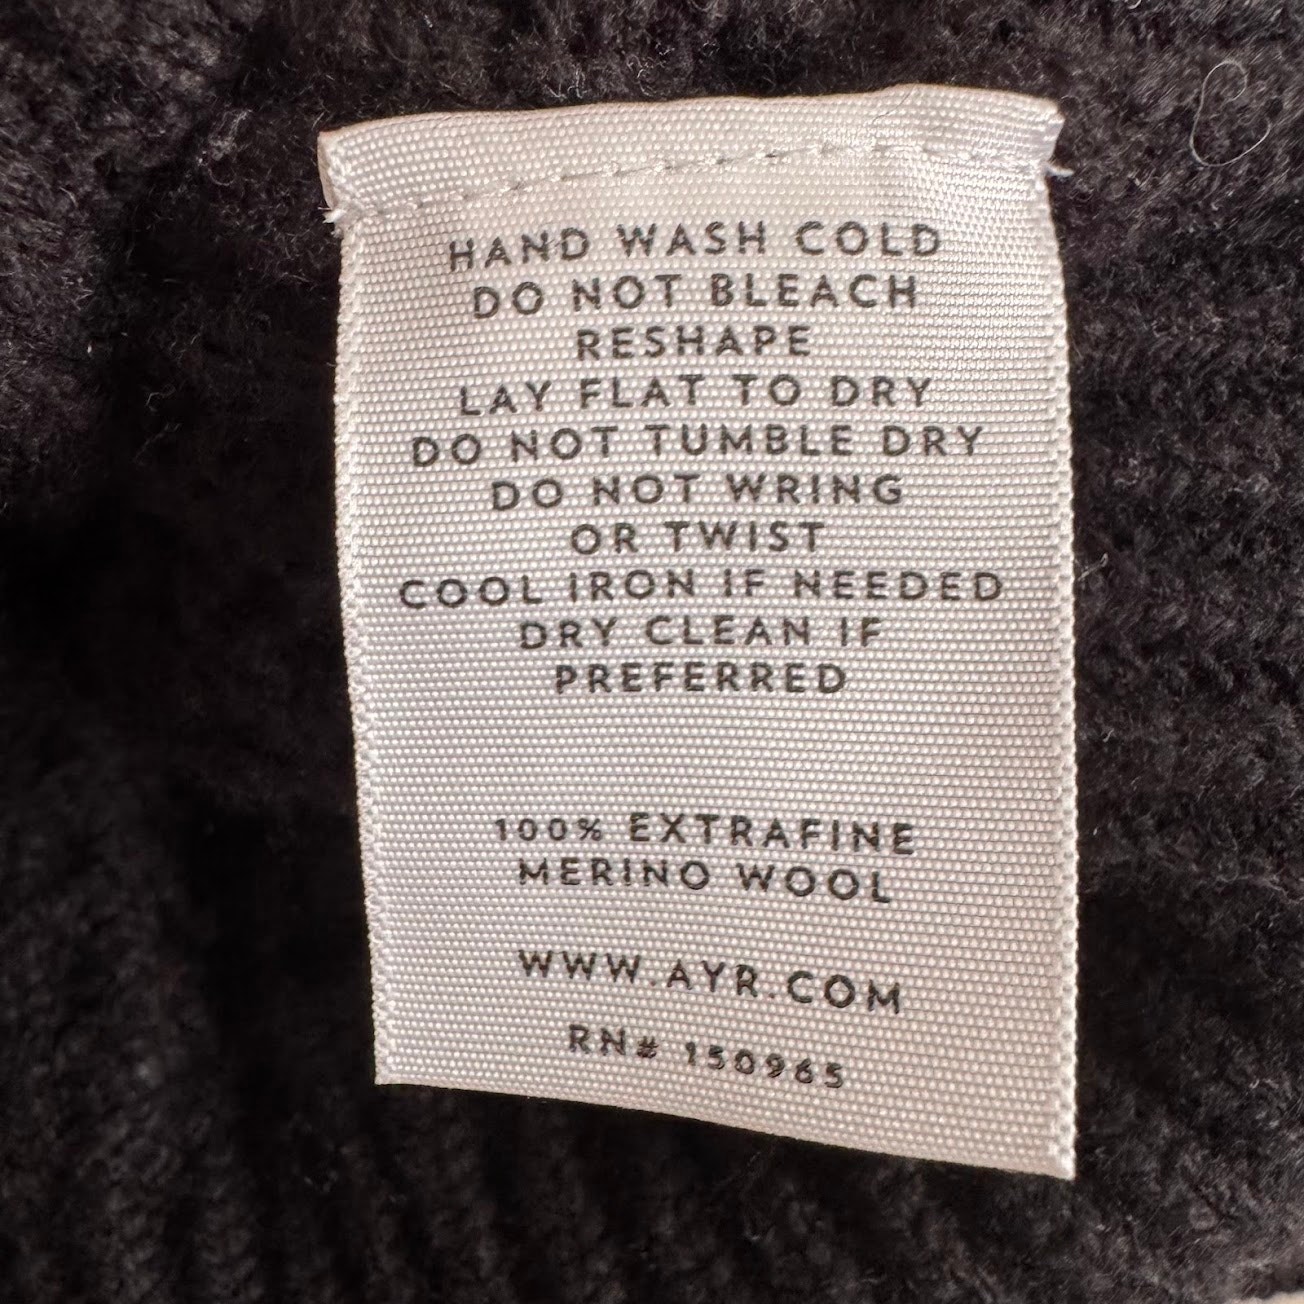 HAND WASH COLD
DO NOT BLEACH
RESHAPE
LAY FLAT TO DRY
DO NOT TUMBLE DRY
DO NOT WRING
OR TWIST
COOL IRON IF NEEDED
DRY CLEAN IF
PREFERRED
100% EXTRAFINE
MERINO WOOL
WWW.AYR.COM
RN# 150965